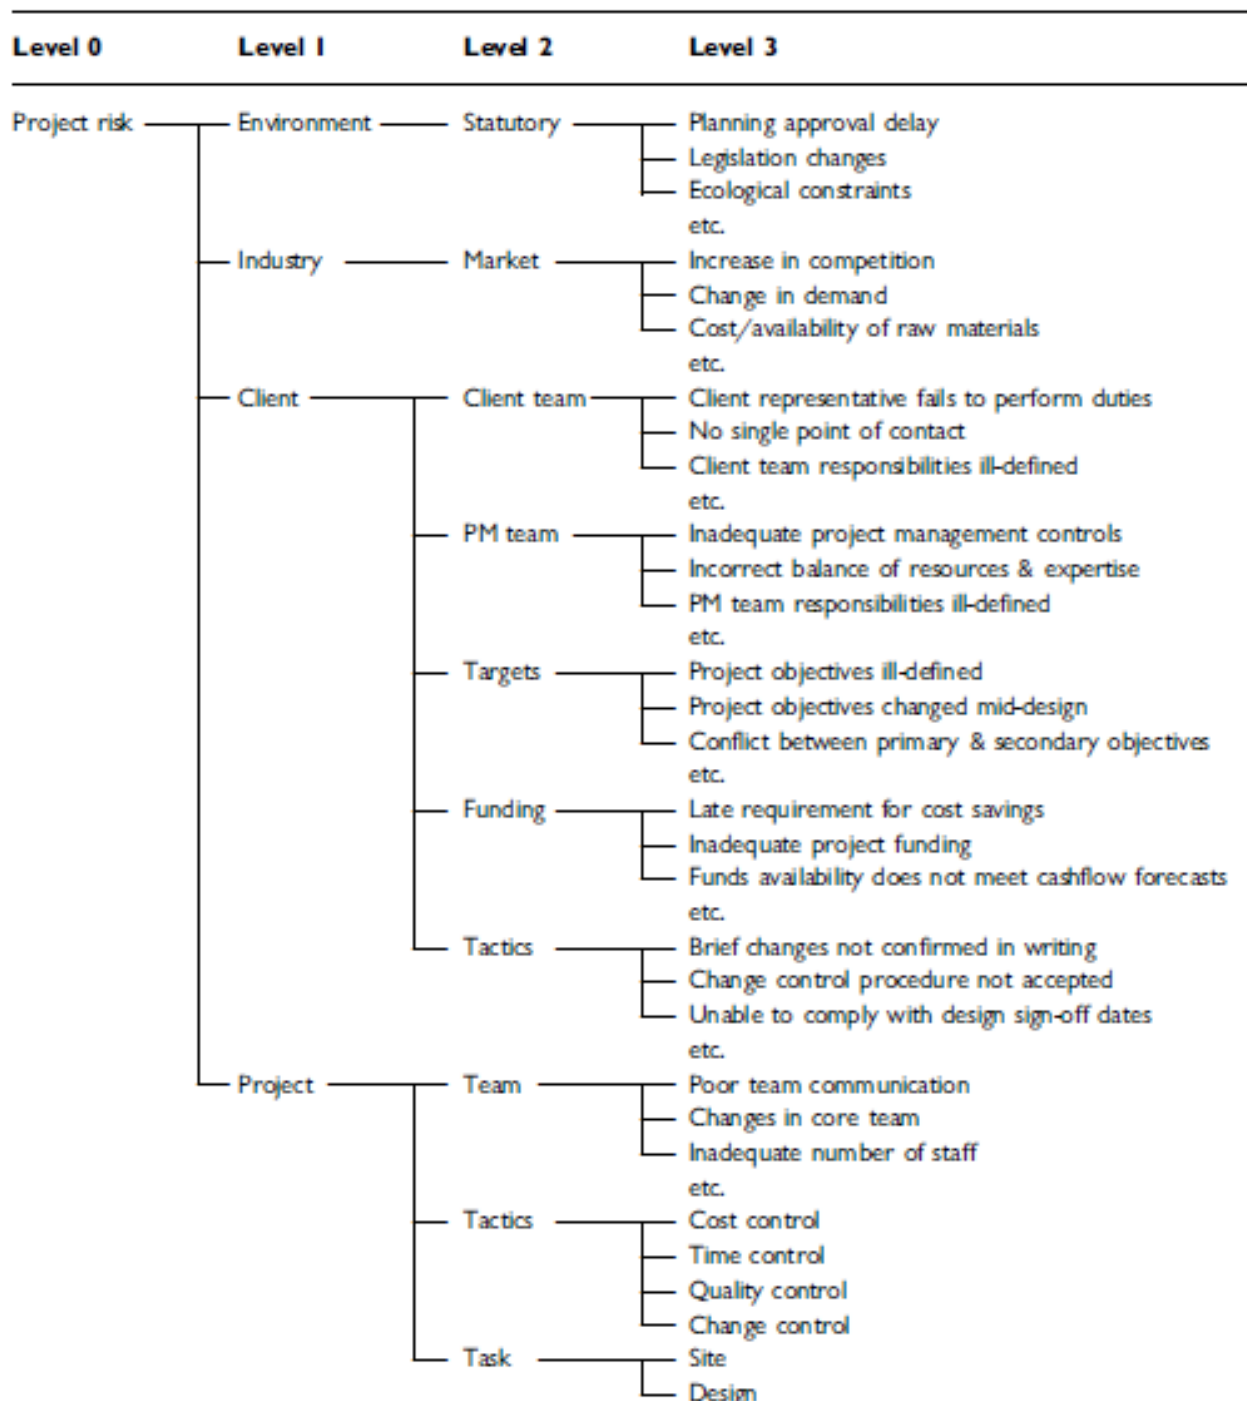 Level 0 Level 1 Level 2 Level 3
Project risk Environment Statutory Planning approval delay
Legislation changes
Ecological constraints
etc.
Industry Market Increase in competition
Change in demand
Cost/availability of raw materials
etc.
Client Client team Client representative fails to perform duties
No single point of contact
Client team responsibilities ill-defined
etc.
PM team Inadequate project management controls
Incorrect balance of resources & expertise
PM team responsibilities ill-defined
etc.
Targets Project objectives ill-defined
Project objectives changed mid-design
Conflict between primary & secondary objectives
etc.
Funding Late requirement for cost savings
Inadequate project funding
Funds availability does not meet cashflow forecasts
etc.
Tactics Brief changes not confirmed in writing
Change control procedure not accepted
Unable to comply with design sign-off dates
etc.
Project Team Poor team communication
Changes in core team
Inadequate number of staff
etc.
Tactics Cost control
Time control
Quality control
Change control
Task Site
Design